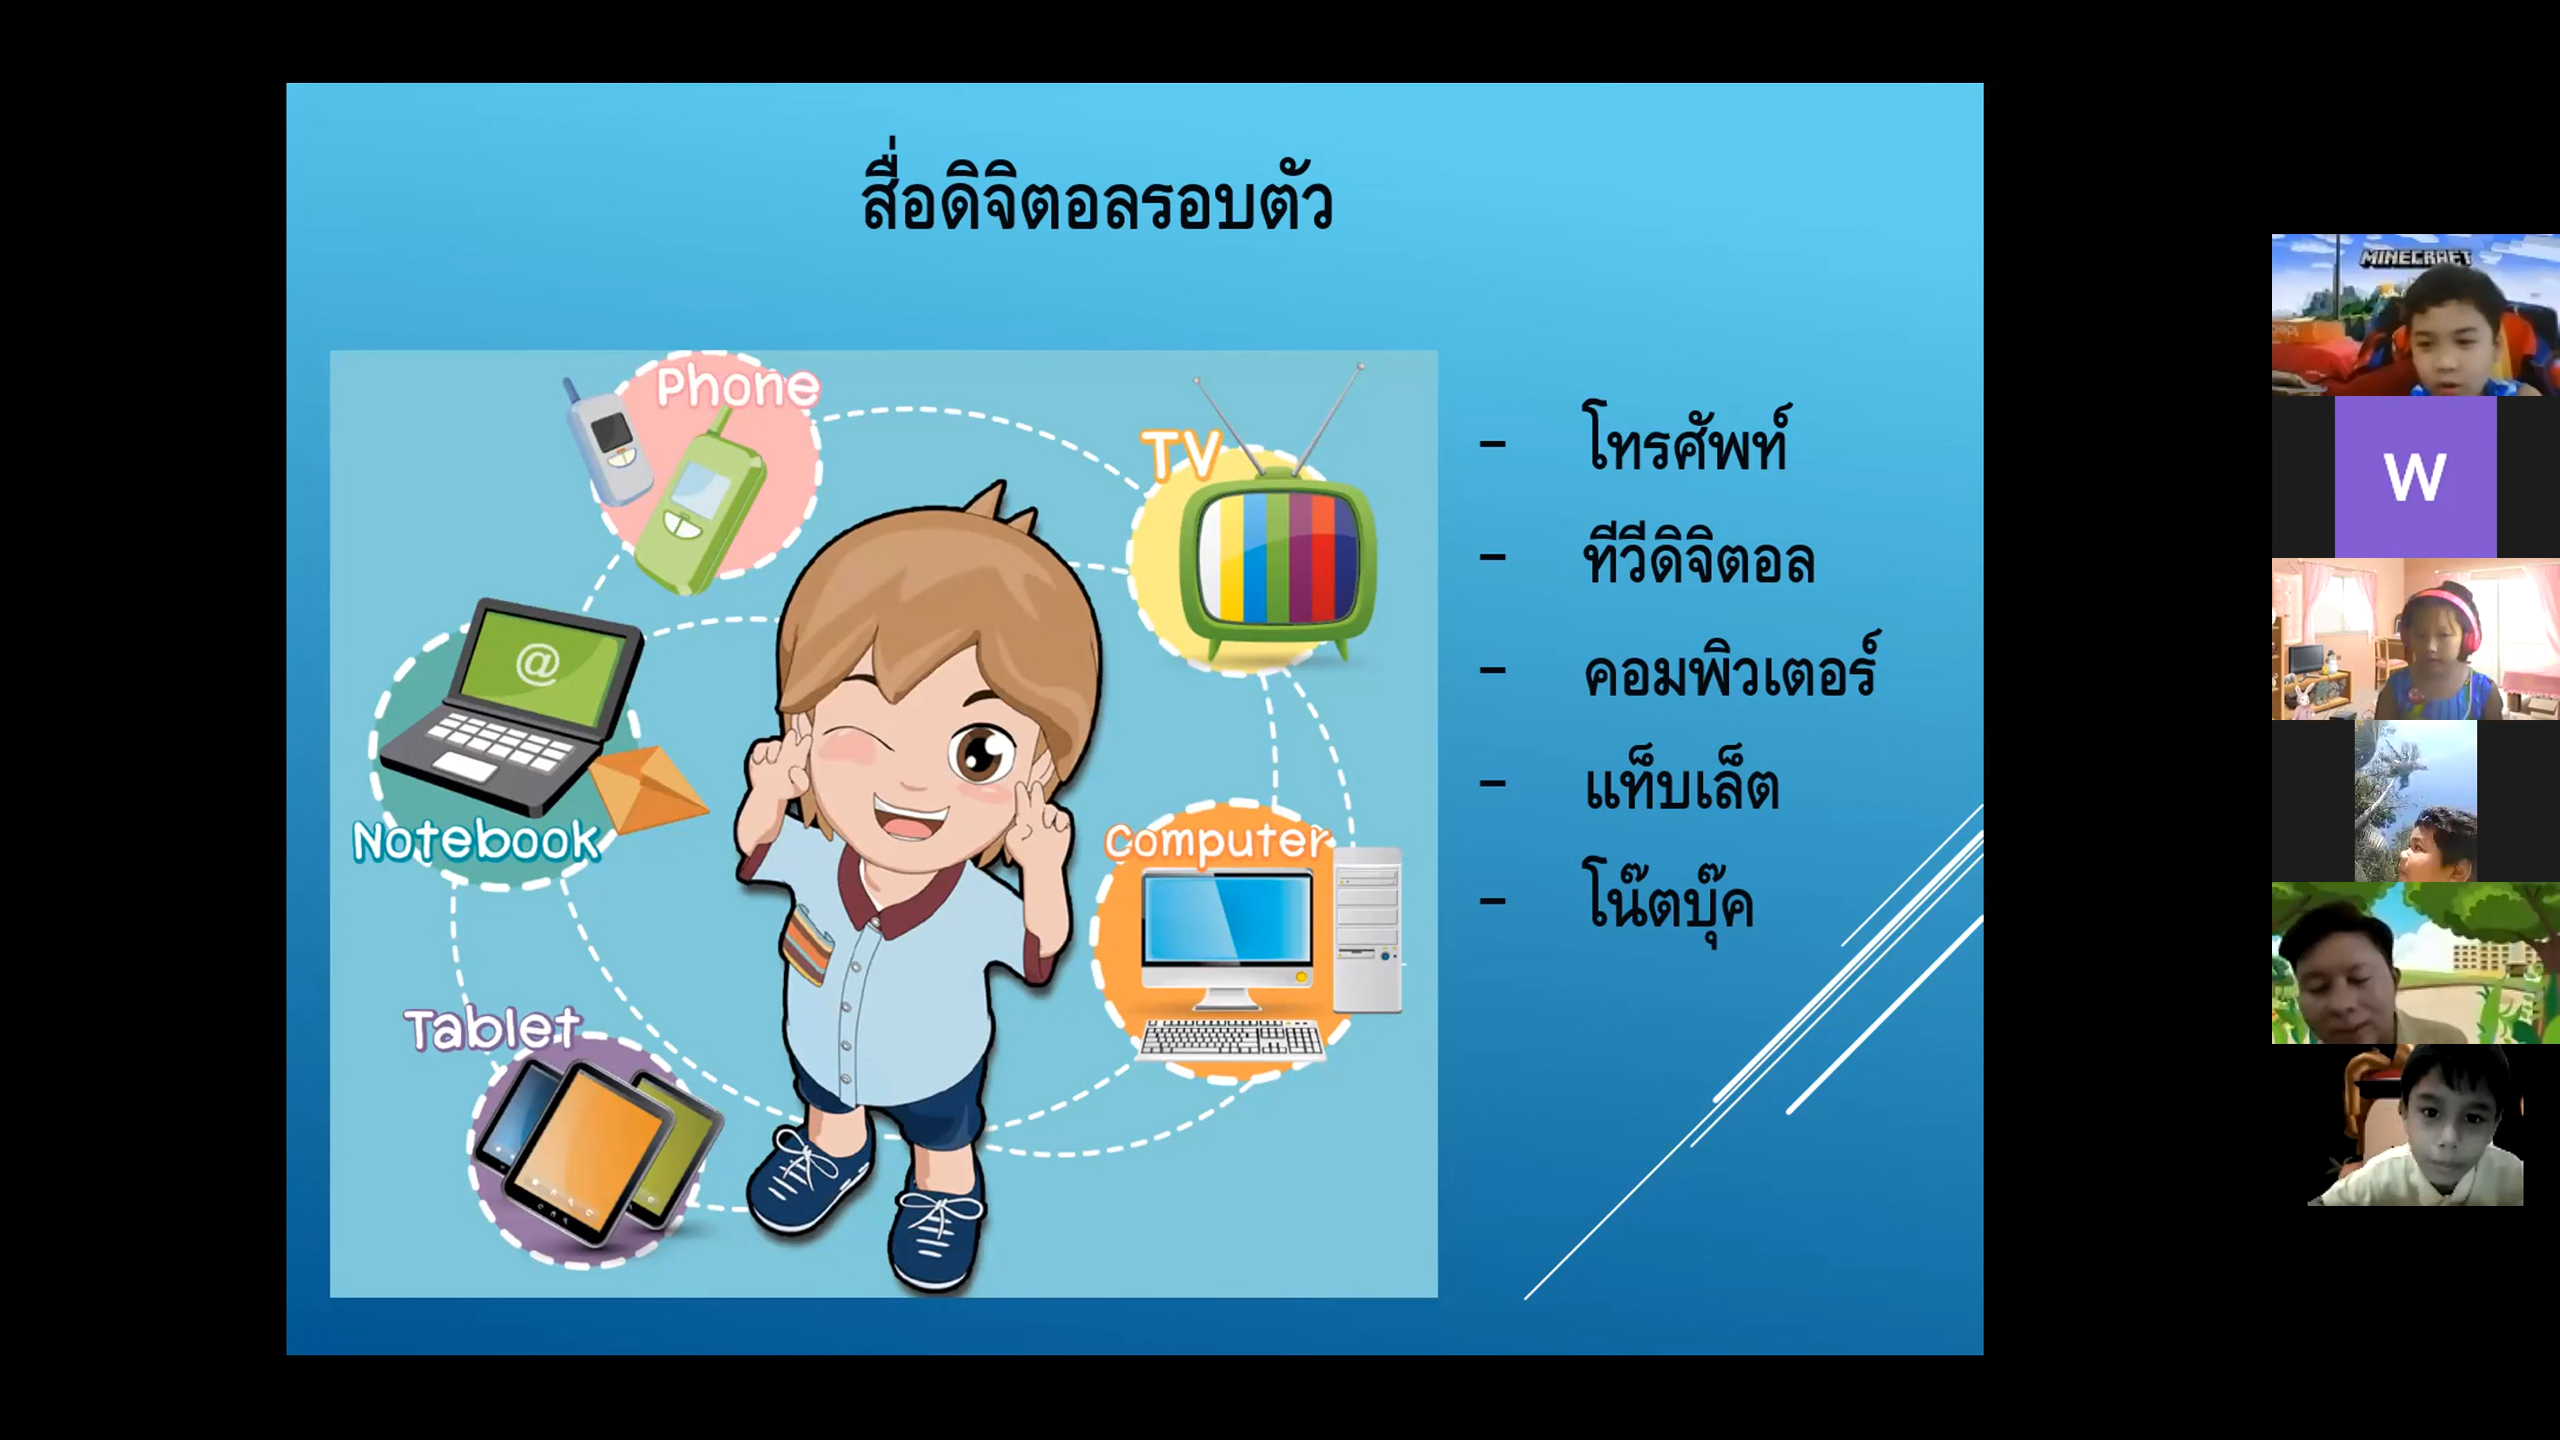 สื่อดิจิตอลรอบตัว
Phone
TV
@
Notebook
Computer
Tablet
- โทรศัพท์
- ทีวีดิจิตอล
- คอมพิวเตอร์
- แท็บเล็ต
- โน๊ตบุ๊ค
MINECRAFT
W